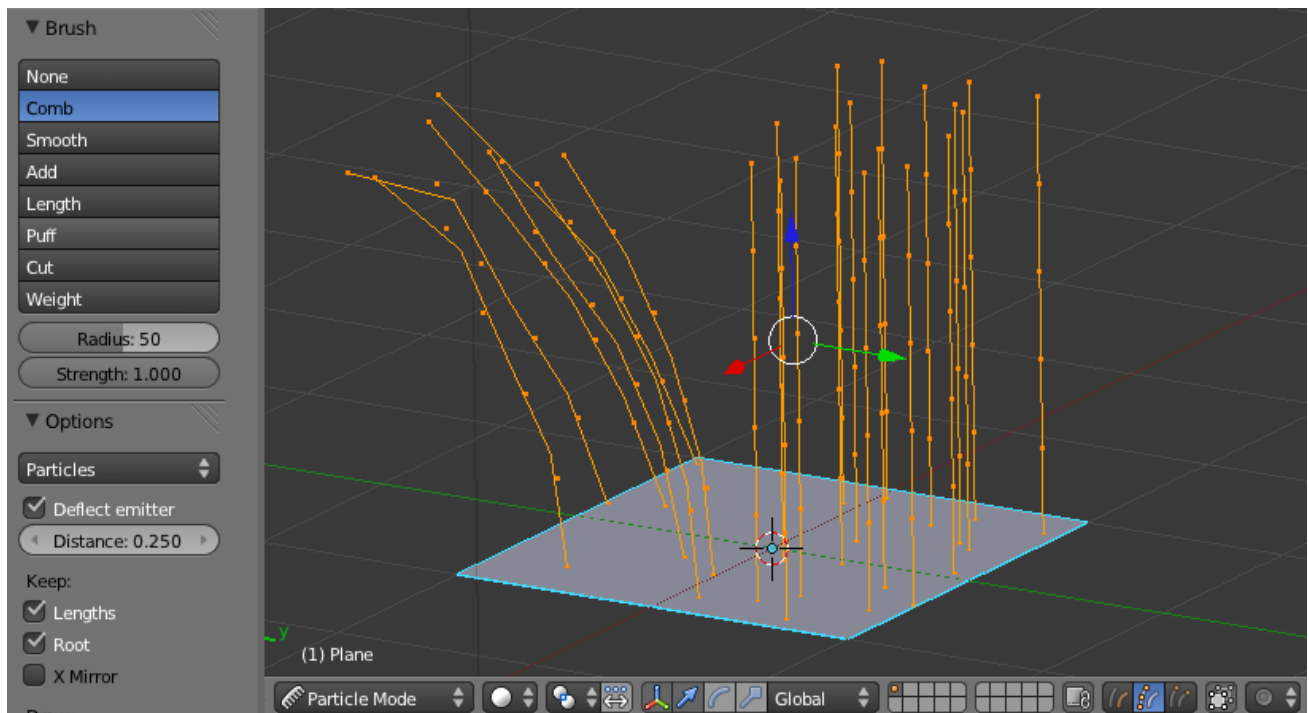 Brush
None
Comb
Smooth
Add
Length
Puff
Cut
Weight
Radius: 50
Strength: 1.000
Options
Particles
Deflect emitter
Distance: 0.250
Keep:
Lengths
Root
X Mirror
y
(1) Plane
Particle Mode
Global